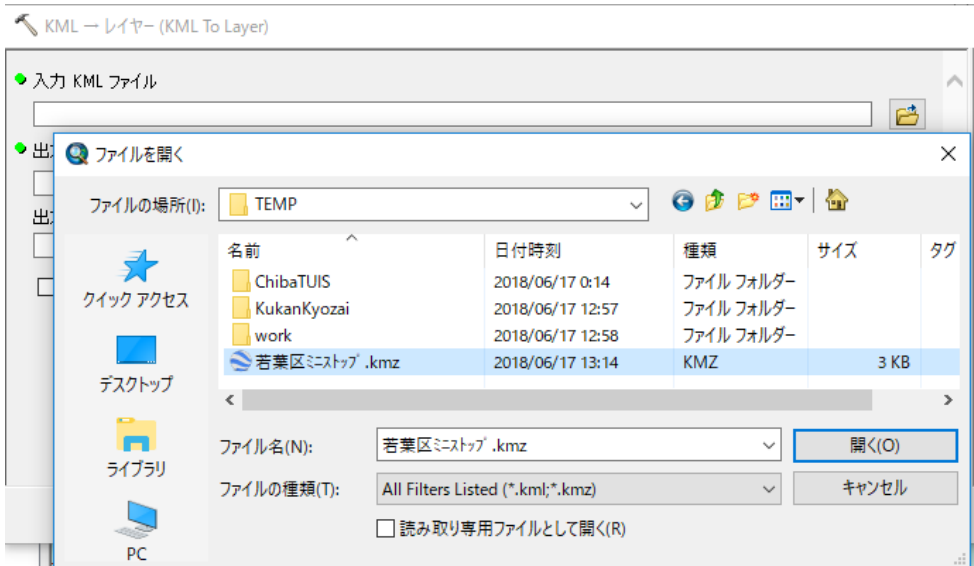 KML → レイヤー (KML To Layer)
入力 KML ファイル
出
ファイルを開く
ファイルの場所(I): TEMP
出
名前 日付時刻 種類 サイズ タグ
ChibaTUIS 2018/06/17 0:14 ファイル フォルダー
KukanKyozai 2018/06/17 12:57 ファイル フォルダー
work 2018/06/17 12:58 ファイル フォルダー
若葉区ﾐﾆｽﾄｯﾌﾟ.kmz 2018/06/17 13:14 KMZ 3 KB
クイック アクセス
デスクトップ
ライブラリ
PC
ファイル名(N): 若葉区ﾐﾆｽﾄｯﾌﾟ.kmz 開く(O)
ファイルの種類(T): All Filters Listed (*.kml;*.kmz) キャンセル
読み取り専用ファイルとして開く(R)